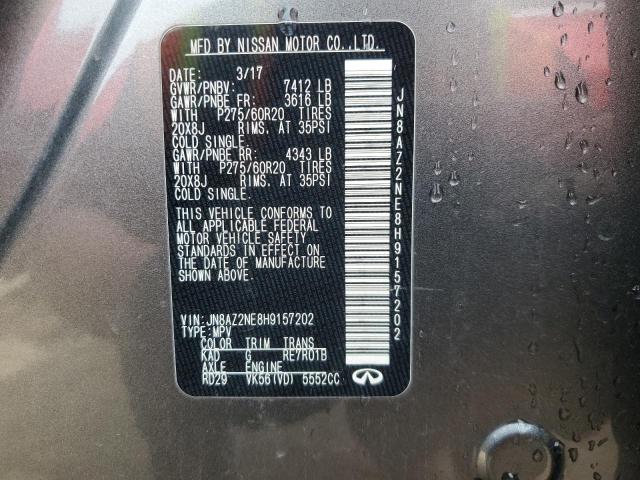 MFD BY NISSAN MOTOR CO.,LTD.
DATE: 3/17
GVWR/PNBV: 7412 LB
GAWR/PNBE FR: 3616 LB
WITH P275/60R20 TIRES
20X8J RIMS. AT 35PSI
COLD SINGLE.
GAWR/PNBE RR: 4343 LB
WITH P275/60R20 TIRES
20X8J RIMS. AT 35PSI
COLD SINGLE.
THIS VEHICLE CONFORMS TO
ALL APPLICABLE FEDERAL
MOTOR VEHICLE SAFETY
STANDARDS IN EFFECT ON
THE DATE OF MANUFACTURE
SHOWN ABOVE.
VIN: JN8AZ2NE8H9157202
TYPE: MPV
COLOR TRIM TRANS
KAD G RE7R01B
AXLE ENGINE
RD29 VK56(VD) 5552CC
JN8AZ2NE8H9157202